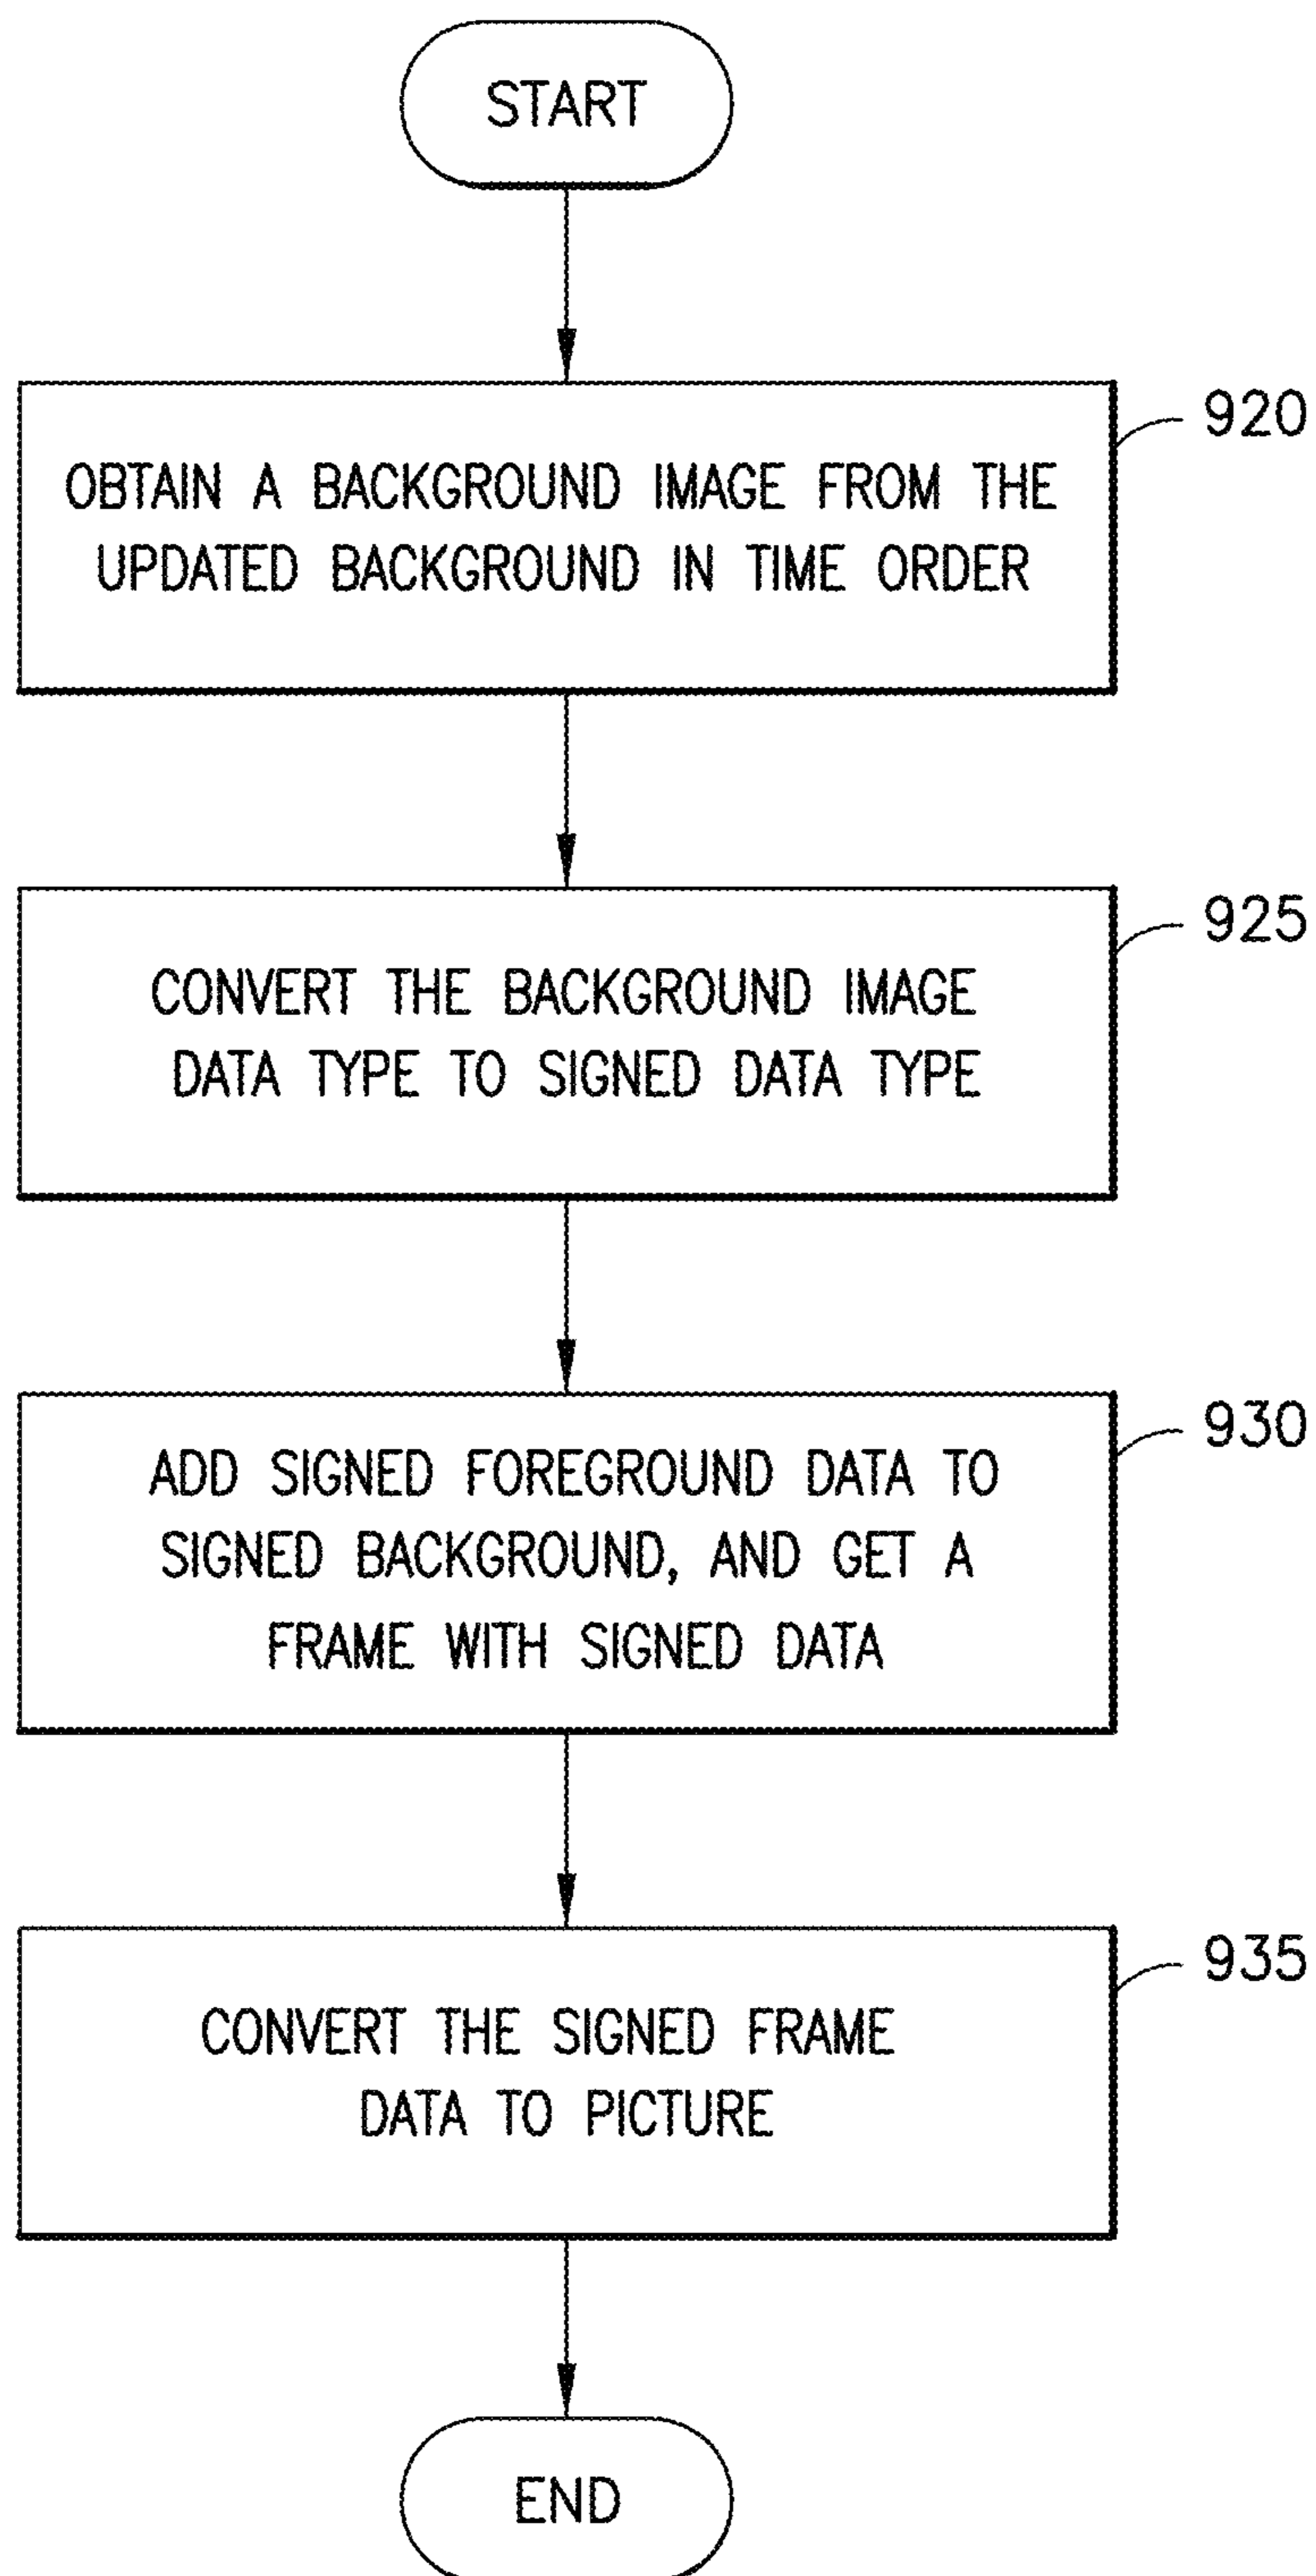 START
920
OBTAIN A BACKGROUND IMAGE FROM THE
UPDATED BACKGROUND IN TIME ORDER
925
CONVERT THE BACKGROUND IMAGE
DATA TYPE TO SIGNED DATA TYPE
930
ADD SIGNED FOREGROUND DATA TO
SIGNED BACKGROUND, AND GET A
FRAME WITH SIGNED DATA
935
CONVERT THE SIGNED FRAME
DATA TO PICTURE
END